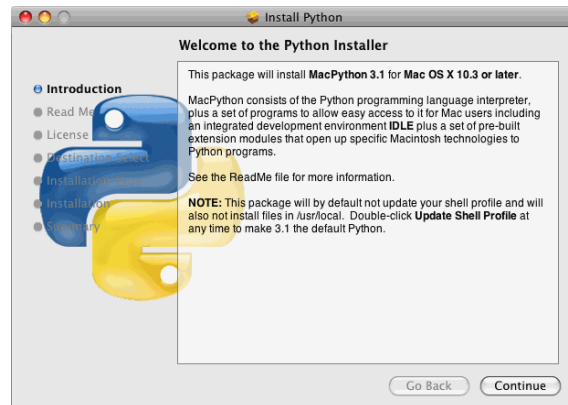 Install Python
Welcome to the Python Installer
Introduction
Read Me
License
Destination Select
Installation
Summary
This package will install MacPython 3.1 for Mac OS X 10.3 or later.
MacPython consists of the Python programming language interpreter,
plus a set of programs to allow easy access to it for Mac users including
an integrated development environment IDLE plus a set of pre-built
extension modules that open up specific Macintosh technologies to
Python programs.
See the ReadMe file for more information.
NOTE: This package will by default not update your shell profile and will
also not install files in /usr/local. Double-click Update Shell Profile at
any time to make 3.1 the default Python.
Go Back
Continue